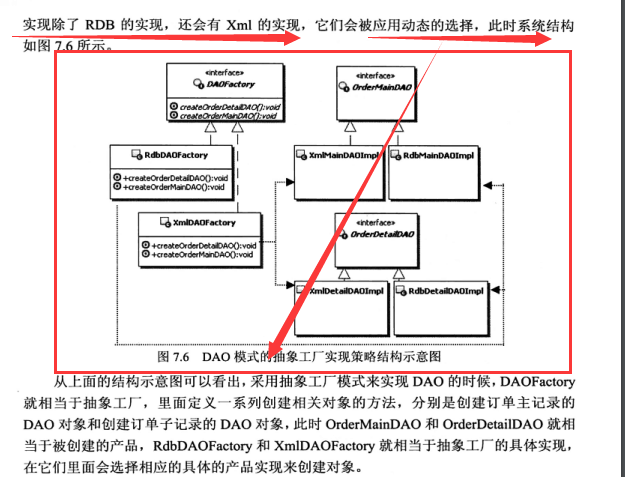 实现除了 RDB 的实现，还会有 Xml 的实现，它们会被应用动态的选择，此时系统结构
如图 7.6 所示。
«interface»
DAOFactory
createOrderDetailDAO():void
createOrderMainDAO():void
«interface»
OrderMainDAO
RdbDAOFactory
+createOrderDetailDAO():void
+createOrderMainDAO():void
XmlMainDAOImpl
RdbMainDAOImpl
XmlDAOFactory
+createOrderDetailDAO():void
+createOrderMainDAO():void
«interface»
OrderDetailDAO
XmlDetailDAOImpl
RdbDetailDAOImpl
图 7.6 DAO 模式的抽象工厂实现策略结构示意图
从上面的结构示意图可以看出，采用抽象工厂模式来实现 DAO 的时候，DAOFactory
就相当于抽象工厂，里面定义一系列创建相关对象的方法，分别是创建订单主记录的
DAO 对象和创建订单子记录的 DAO 对象，此时 OrderMainDAO 和 OrderDetailDAO 就相
当于被创建的产品，RdbDAOFactory 和 XmlDAOFactory 就相当于抽象工厂的具体实现，
在它们里面会选择相应的具体的产品实现来创建对象。